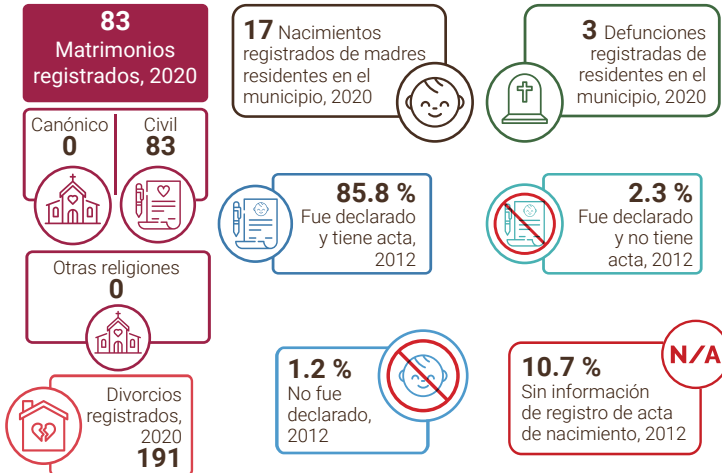 83
Matrimonios
registrados, 2020
Canónico
0
Civil
83
Otras religiones
0
Divorcios
registrados,
2020
191
17 Nacimientos
registrados de madres
residentes en el
municipio, 2020
3 Defunciones
registradas de
residentes en el
municipio, 2020
85.8 %
Fue declarado
y tiene acta,
2012
2.3 %
Fue declarado
y no tiene
acta, 2012
1.2 %
No fue
declarado,
2012
N/A
10.7 %
Sin información
de registro de acta
de nacimiento, 2012